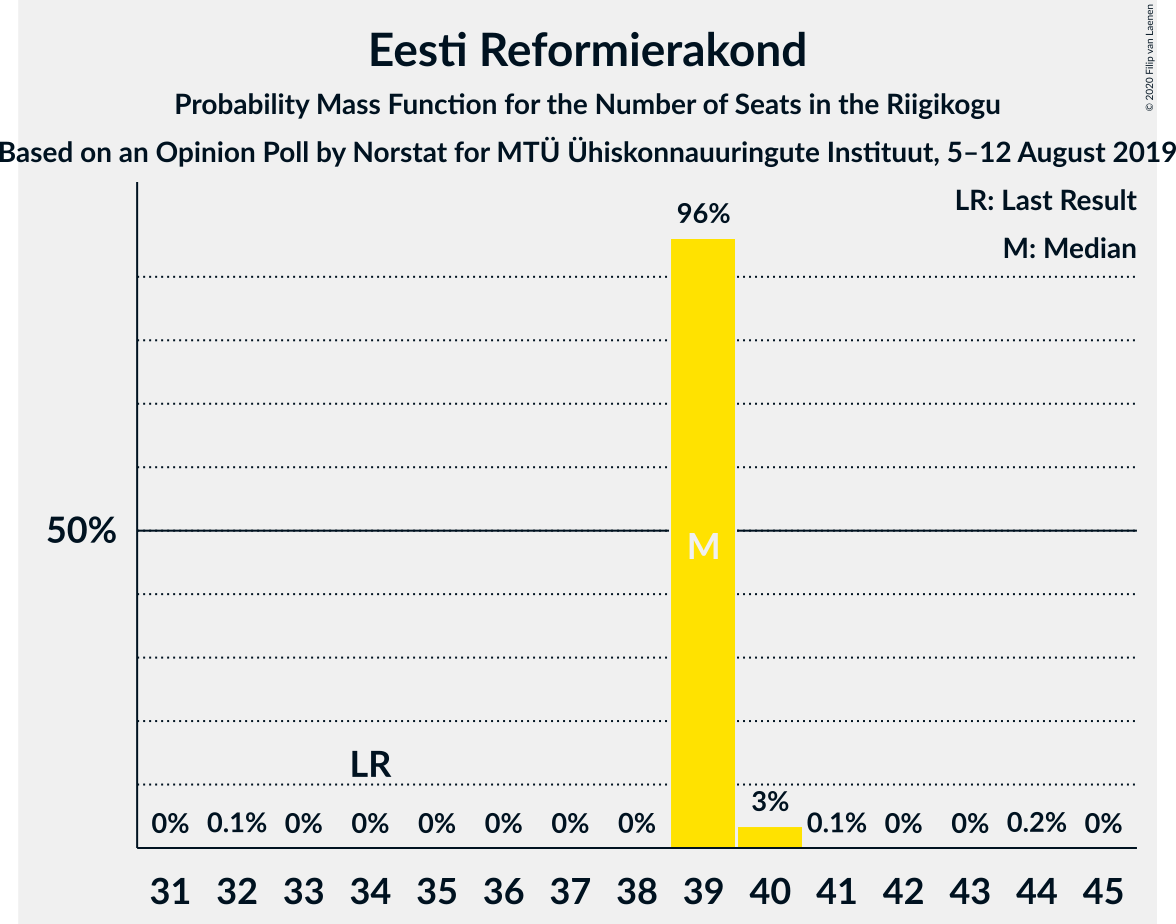 Eesti Reformierakond
Probability Mass Function for the Number of Seats in the Riigikogu
Based on an Opinion Poll by Norstat for MTÜ Ühiskonnauuringute Instituut, 5–12 August 2019
© 2020 Filip van Laenen
LR: Last Result
M: Median
96%
50%
M
LR
3%
0% 0.1% 0% 0% 0% 0% 0% 0% 0.1% 0% 0% 0.2% 0%
31 32 33 34 35 36 37 38 39 40 41 42 43 44 45